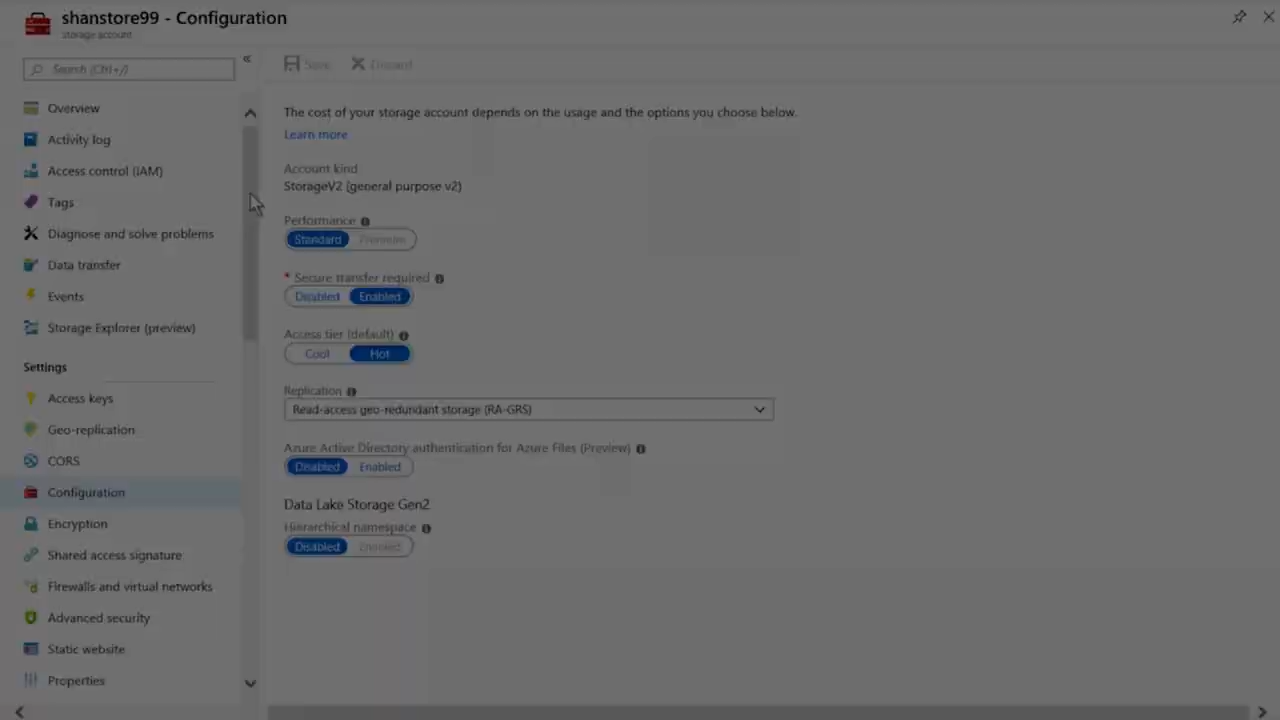 shanstore99 - Configuration
storage account
Search (Ctrl+/)
«
Save
Discard
Overview
Activity log
Access control (IAM)
Tags
Diagnose and solve problems
Data transfer
Events
Storage Explorer (preview)
Settings
Access keys
Geo-replication
CORS
Configuration
Encryption
Shared access signature
Firewalls and virtual networks
Advanced security
Static website
Properties
The cost of your storage account depends on the usage and the options you choose below.
Learn more
Account kind
StorageV2 (general purpose v2)
Performance
Standard Premium
* Secure transfer required
Disabled Enabled
Access tier (default)
Cool Hot
Replication
Read-access geo-redundant storage (RA-GRS)
Azure Active Directory authentication for Azure Files (Preview)
Disabled Enabled
Data Lake Storage Gen2
Hierarchical namespace
Disabled Enabled